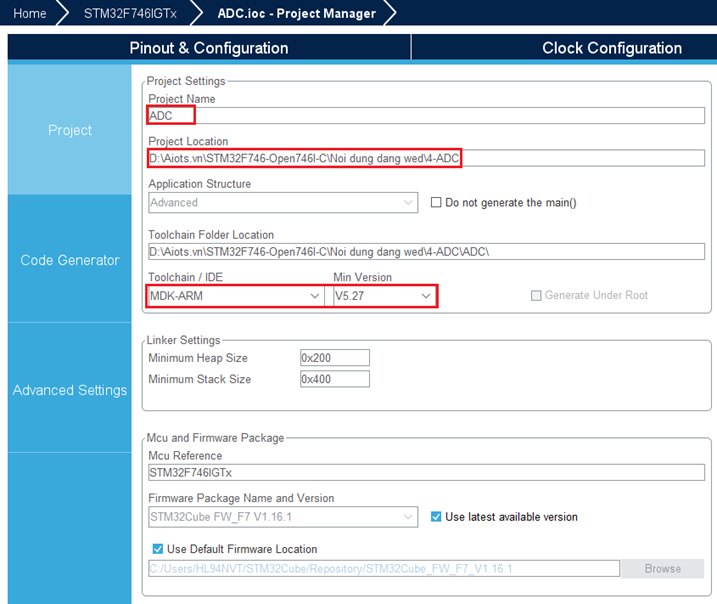 Home STM32F746IGTx ADC.ioc - Project Manager
Pinout & Configuration Clock Configuration
Project
Code Generator
Advanced Settings
Project Settings
Project Name
ADC
Project Location
D:\Aiots.vn\STM32F746-Open746I-C\Noi dung dang wed\4-ADC
Application Structure
Advanced Do not generate the main()
Toolchain Folder Location
D:\Aiots.vn\STM32F746-Open746I-C\Noi dung dang wed\4-ADC\ADC\
Toolchain / IDE Min Version
MDK-ARM V5.27 Generate Under Root
Linker Settings
Minimum Heap Size 0x200
Minimum Stack Size 0x400
Mcu and Firmware Package
Mcu Reference
STM32F746IGTx
Firmware Package Name and Version
STM32Cube FW_F7 V1.16.1 Use latest available version
Use Default Firmware Location
C:/Users/HL94NVT/STM32Cube/Repository/STM32Cube_FW_F7_V1.16.1 Browse